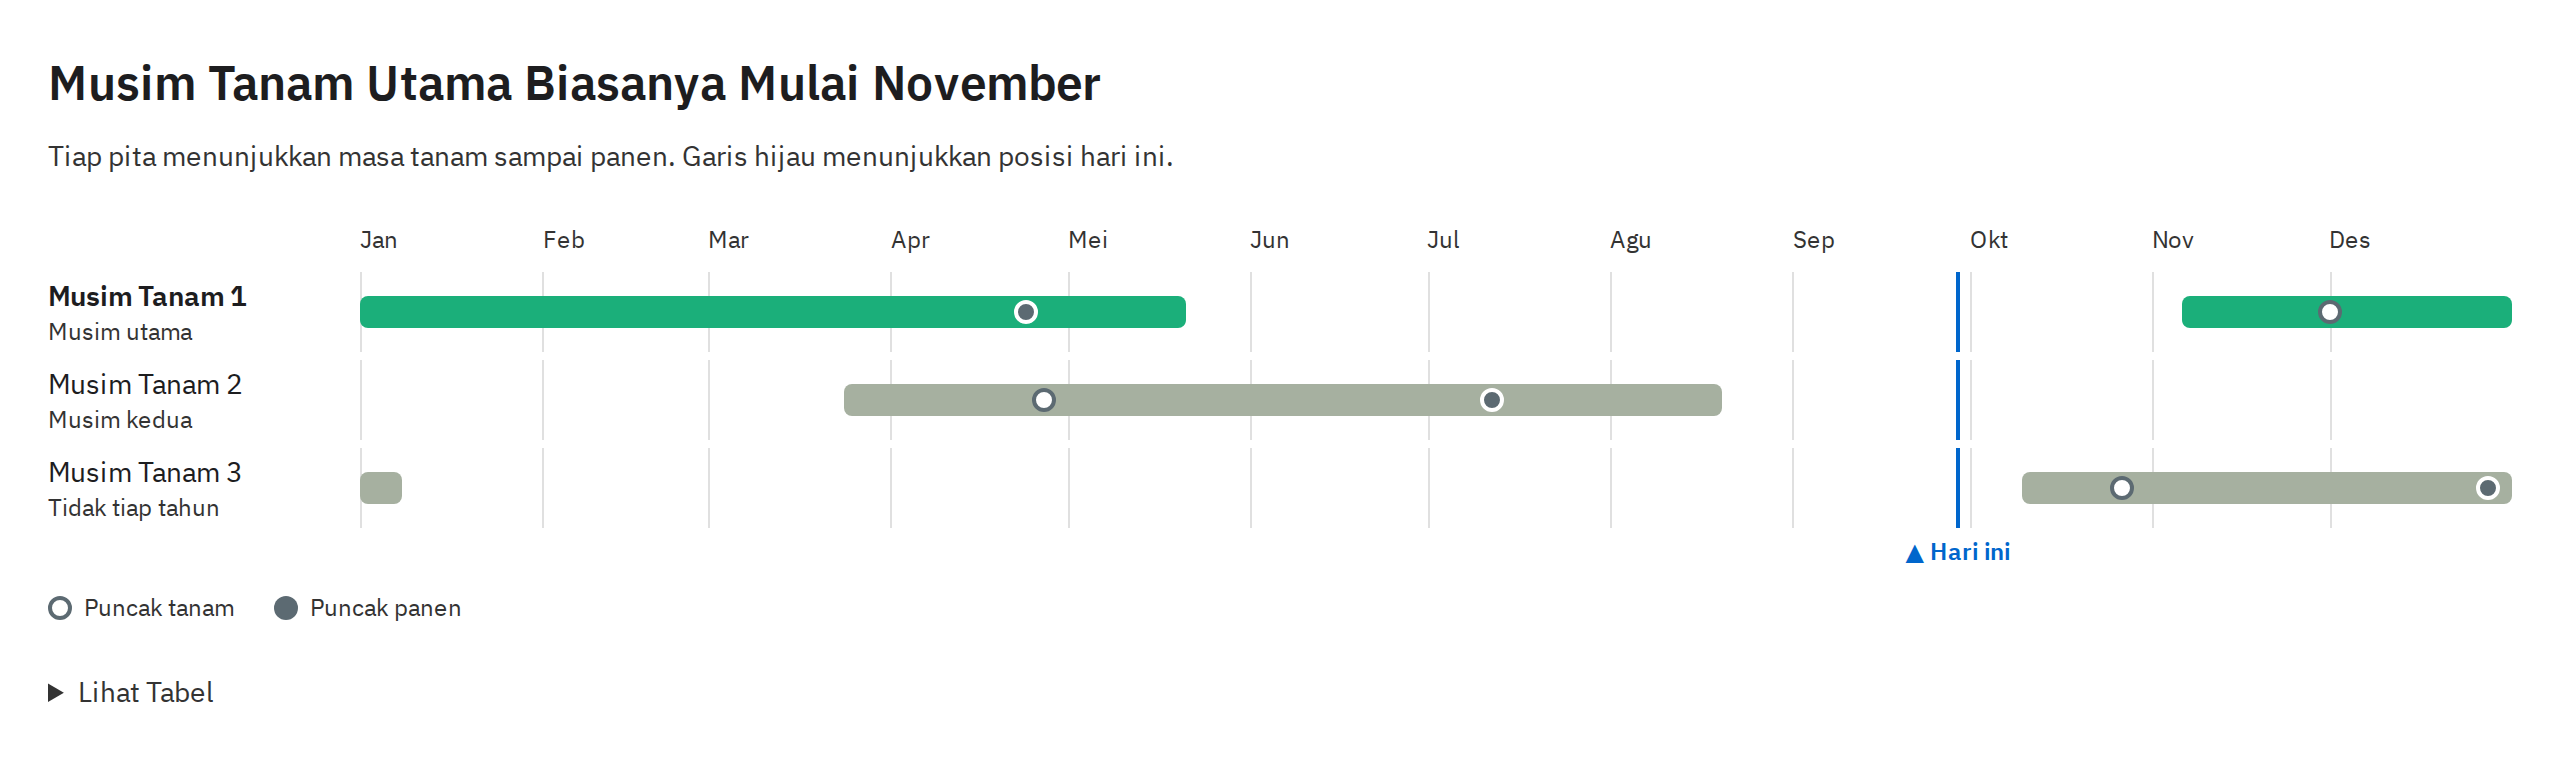 Musim Tanam Utama Biasanya Mulai November
Tiap pita menunjukkan masa tanam sampai panen. Garis hijau menunjukkan posisi hari ini.
Jan Feb Mar Apr Mei Jun Jul Agu Sep Okt Nov Des
Musim Tanam 1
Musim utama
Musim Tanam 2
Musim kedua
Musim Tanam 3
Tidak tiap tahun
▲ Hari ini
Puncak tanam Puncak panen
▶ Lihat Tabel